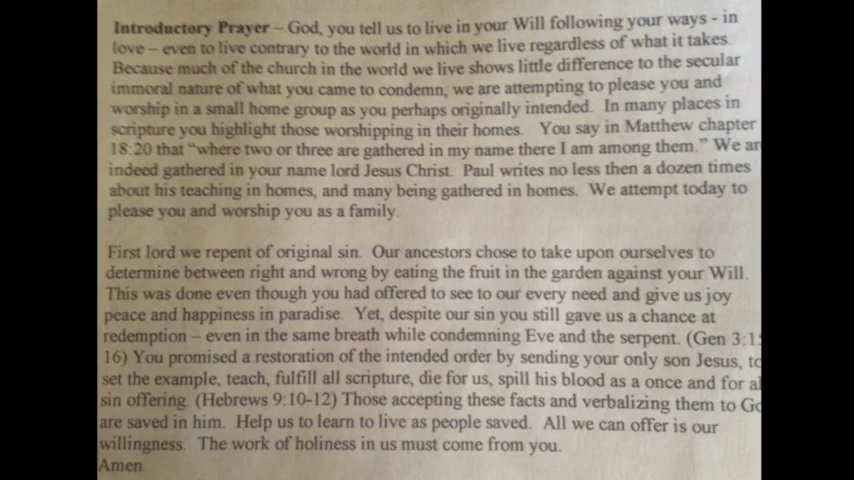 Introductory Prayer – God, you tell us to live in your Will following your ways - in
love – even to live contrary to the world in which we live regardless of what it takes.
Because much of the church in the world we live shows little difference to the secular
immoral nature of what you came to condemn, we are attempting to please you and
worship in a small home group as you perhaps originally intended. In many places in
scripture you highlight those worshipping in their homes. You say in Matthew chapter
18:20 that “where two or three are gathered in my name there I am among them.” We ar
indeed gathered in your name lord Jesus Christ. Paul writes no less then a dozen times
about his teaching in homes, and many being gathered in homes. We attempt today to
please you and worship you as a family.
First lord we repent of original sin. Our ancestors chose to take upon ourselves to
determine between right and wrong by eating the fruit in the garden against your Will.
This was done even though you had offered to see to our every need and give us joy
peace and happiness in paradise. Yet, despite our sin you still gave us a chance at
redemption – even in the same breath while condemning Eve and the serpent. (Gen 3:15
16) You promised a restoration of the intended order by sending your only son Jesus, to
set the example, teach, fulfill all scripture, die for us, spill his blood as a once and for al
sin offering. (Hebrews 9:10-12) Those accepting these facts and verbalizing them to Go
are saved in him. Help us to learn to live as people saved. All we can offer is our
willingness. The work of holiness in us must come from you.
Amen